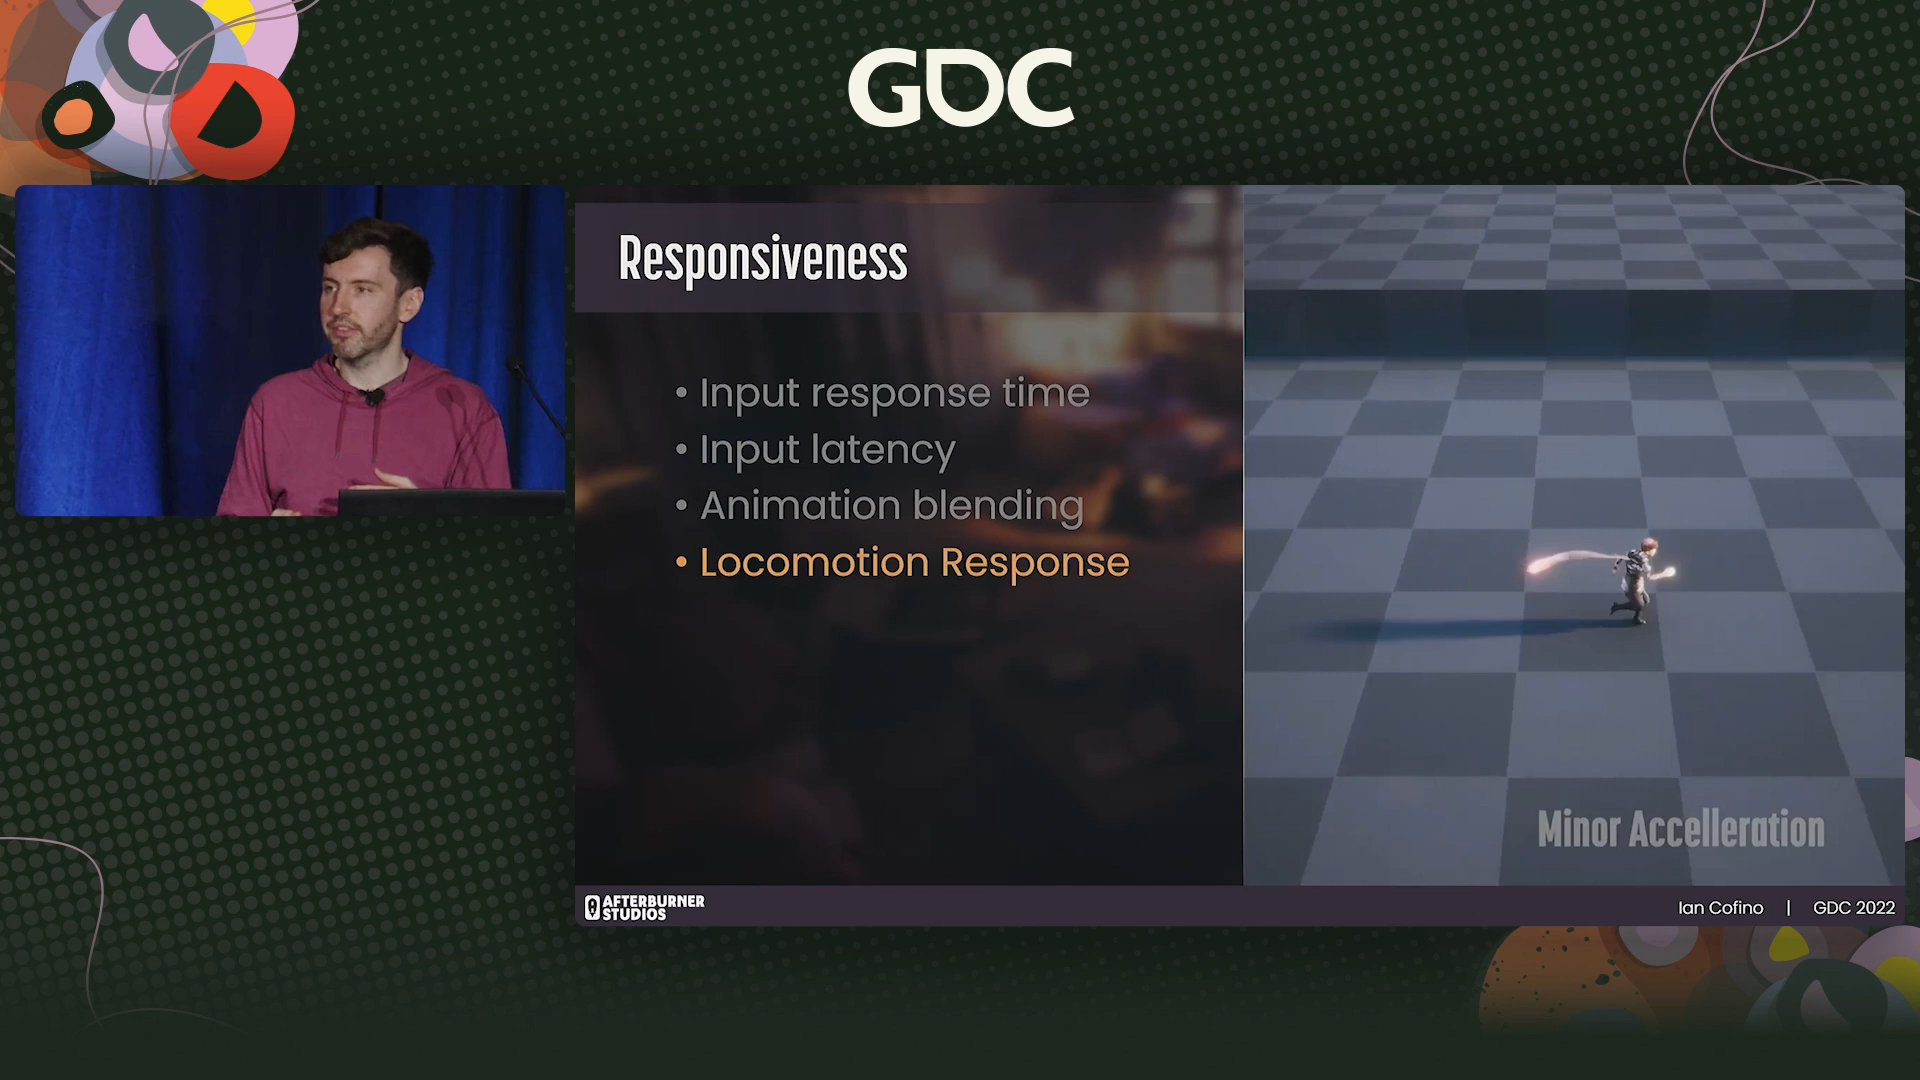 GDC
Responsiveness
• Input response time
• Input latency
• Animation blending
• Locomotion Response
Minor Accelleration
AFTERBURNER
STUDIOS
Ian Cofino | GDC 2022